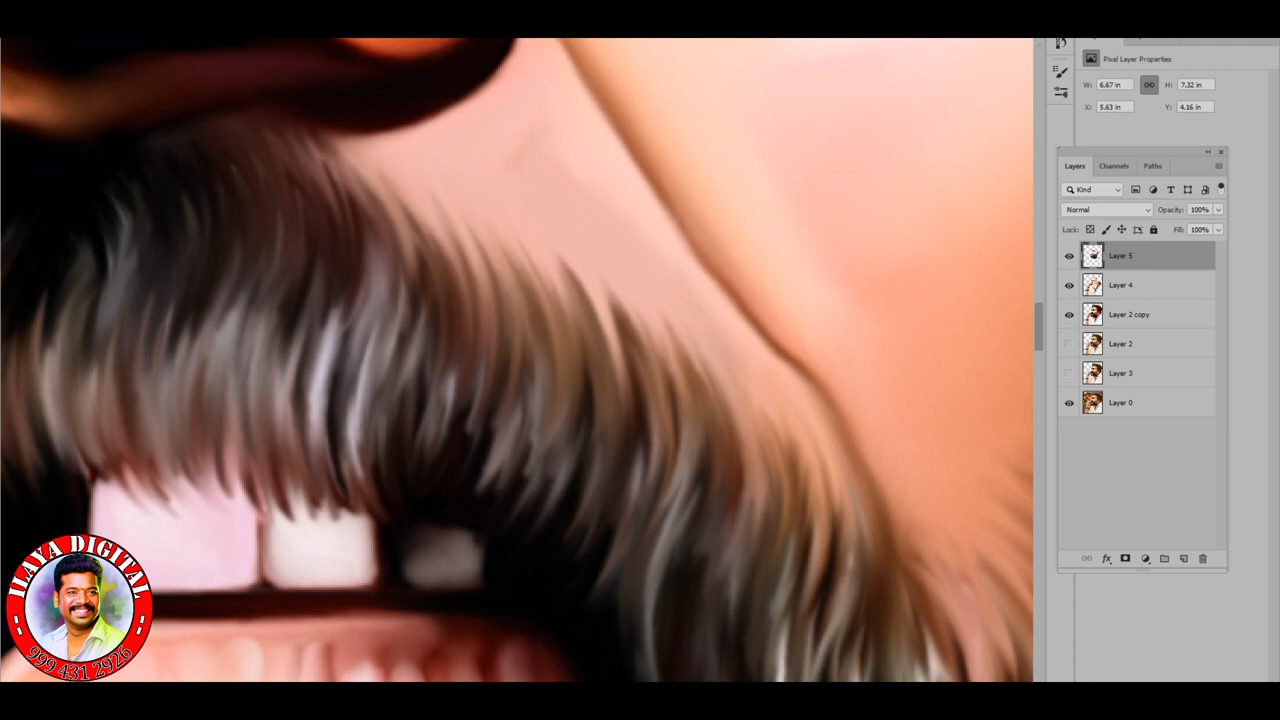 Pixel Layer Properties
W: 6.67 in H: 7.32 in
X: 5.63 in Y: 4.16 in
Layers Channels Paths
Kind
Normal Opacity: 100%
Lock: Fill: 100%
Layer 5
Layer 4
Layer 2 copy
Layer 2
Layer 3
Layer 0
ILAYA DIGITAL
999 431 2926